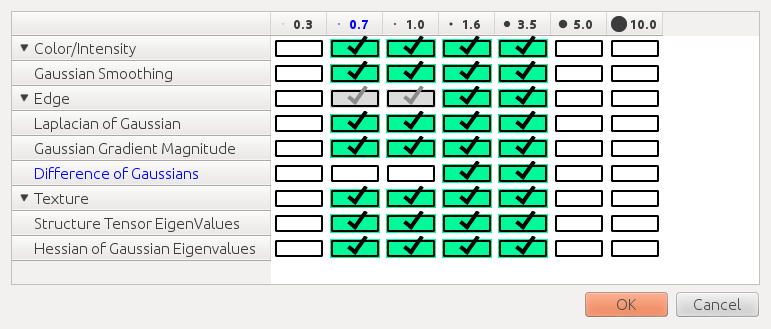 0.3 0.7 1.0 1.6 3.5 5.0 10.0
Color/Intensity
Gaussian Smoothing
Edge
Laplacian of Gaussian
Gaussian Gradient Magnitude
Difference of Gaussians
Texture
Structure Tensor EigenValues
Hessian of Gaussian Eigenvalues
OK Cancel